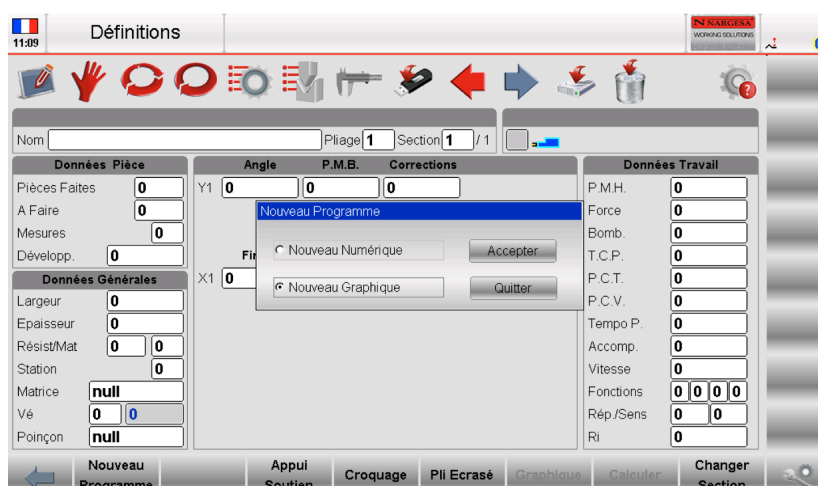 Définitions
11:09
N NARGESA
WORKING SOLUTIONS
Nom Pliage 1 Section 1 / 1
Données Pièce
Pièces Faites 0
A Faire 0
Mesures 0
Développ. 0
Données Générales
Largeur 0
Epaisseur 0
Résist/Mat 0 0
Station 0
Matrice null
Vé 0 0
Poinçon null
Angle P.M.B. Corrections
Y1 0 0 0
Fi
X1 0
Nouveau Programme
Nouveau Numérique Accepter
Nouveau Graphique Quitter
Données Travail
P.M.H. 0
Force 0
Bomb. 0
T.C.P. 0
P.C.T. 0
P.C.V. 0
Tempo P. 0
Accomp. 0
Vitesse 0
Fonctions 0 0 0 0
Rép./Sens 0 0
Ri 0
Nouveau Programme
Appui Soutien
Croquage
Pli Ecrasé
Graphique
Calculer
Changer Section